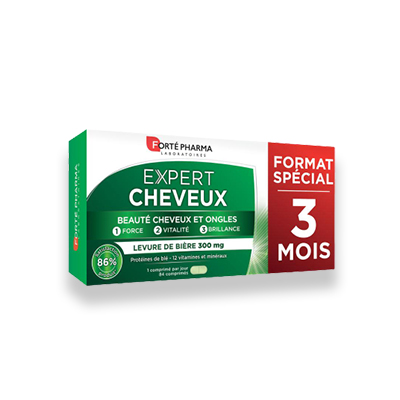 FORTÉ PHARMA
LABORATOIRES
EXPERT
CHEVEUX
BEAUTÉ CHEVEUX ET ONGLES
1 FORCE 2 VITALITÉ 3 BRILLANCE
LEVURE DE BIÈRE 300 mg
Protéines de blé - 12 vitamines et minéraux
1 comprimé par jour
84 comprimés
86%
FORMAT
SPÉCIAL
3
MOIS
FORTÉ PHARMA